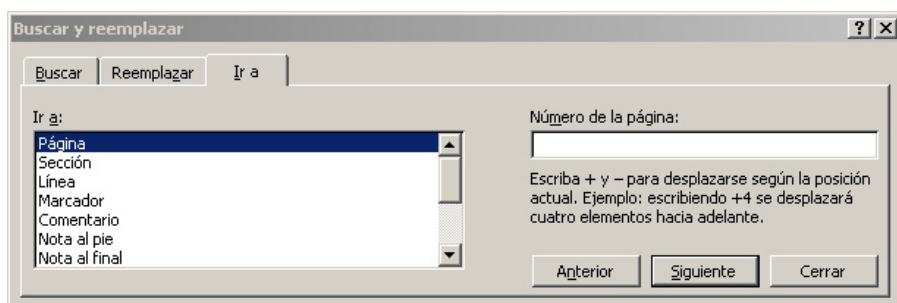 Buscar y reemplazar
Buscar
Reemplazar
Ir a
Ir a:
Página
Sección
Línea
Marcador
Comentario
Nota al pie
Nota al final
Número de la página:
Escriba + y – para desplazarse según la posición
actual. Ejemplo: escribiendo +4 se desplazará
cuatro elementos hacia adelante.
Anterior
Siguiente
Cerrar